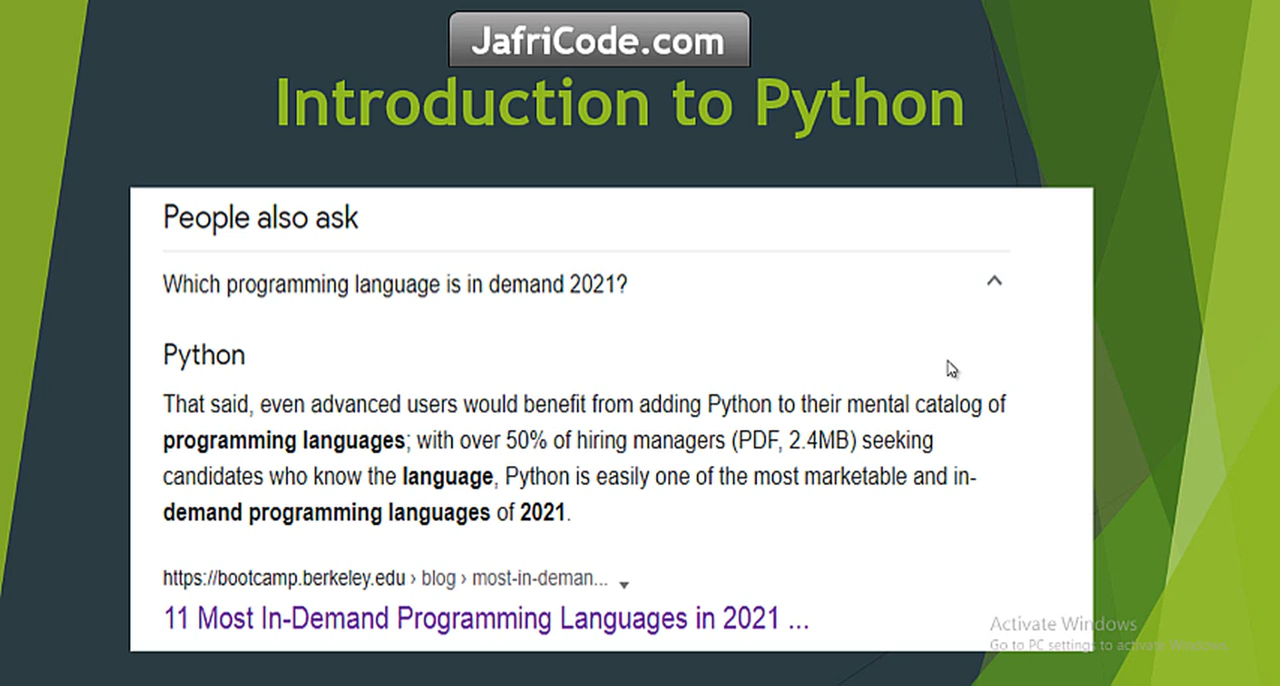 JafriCode.com
Introduction to Python
People also ask
Which programming language is in demand 2021?
Python
That said, even advanced users would benefit from adding Python to their mental catalog of
programming languages; with over 50% of hiring managers (PDF, 2.4MB) seeking
candidates who know the language, Python is easily one of the most marketable and in-
demand programming languages of 2021.
https://bootcamp.berkeley.edu › blog › most-in-deman...
11 Most In-Demand Programming Languages in 2021 ...
Activate Windows
Go to PC settings to activate Windows.